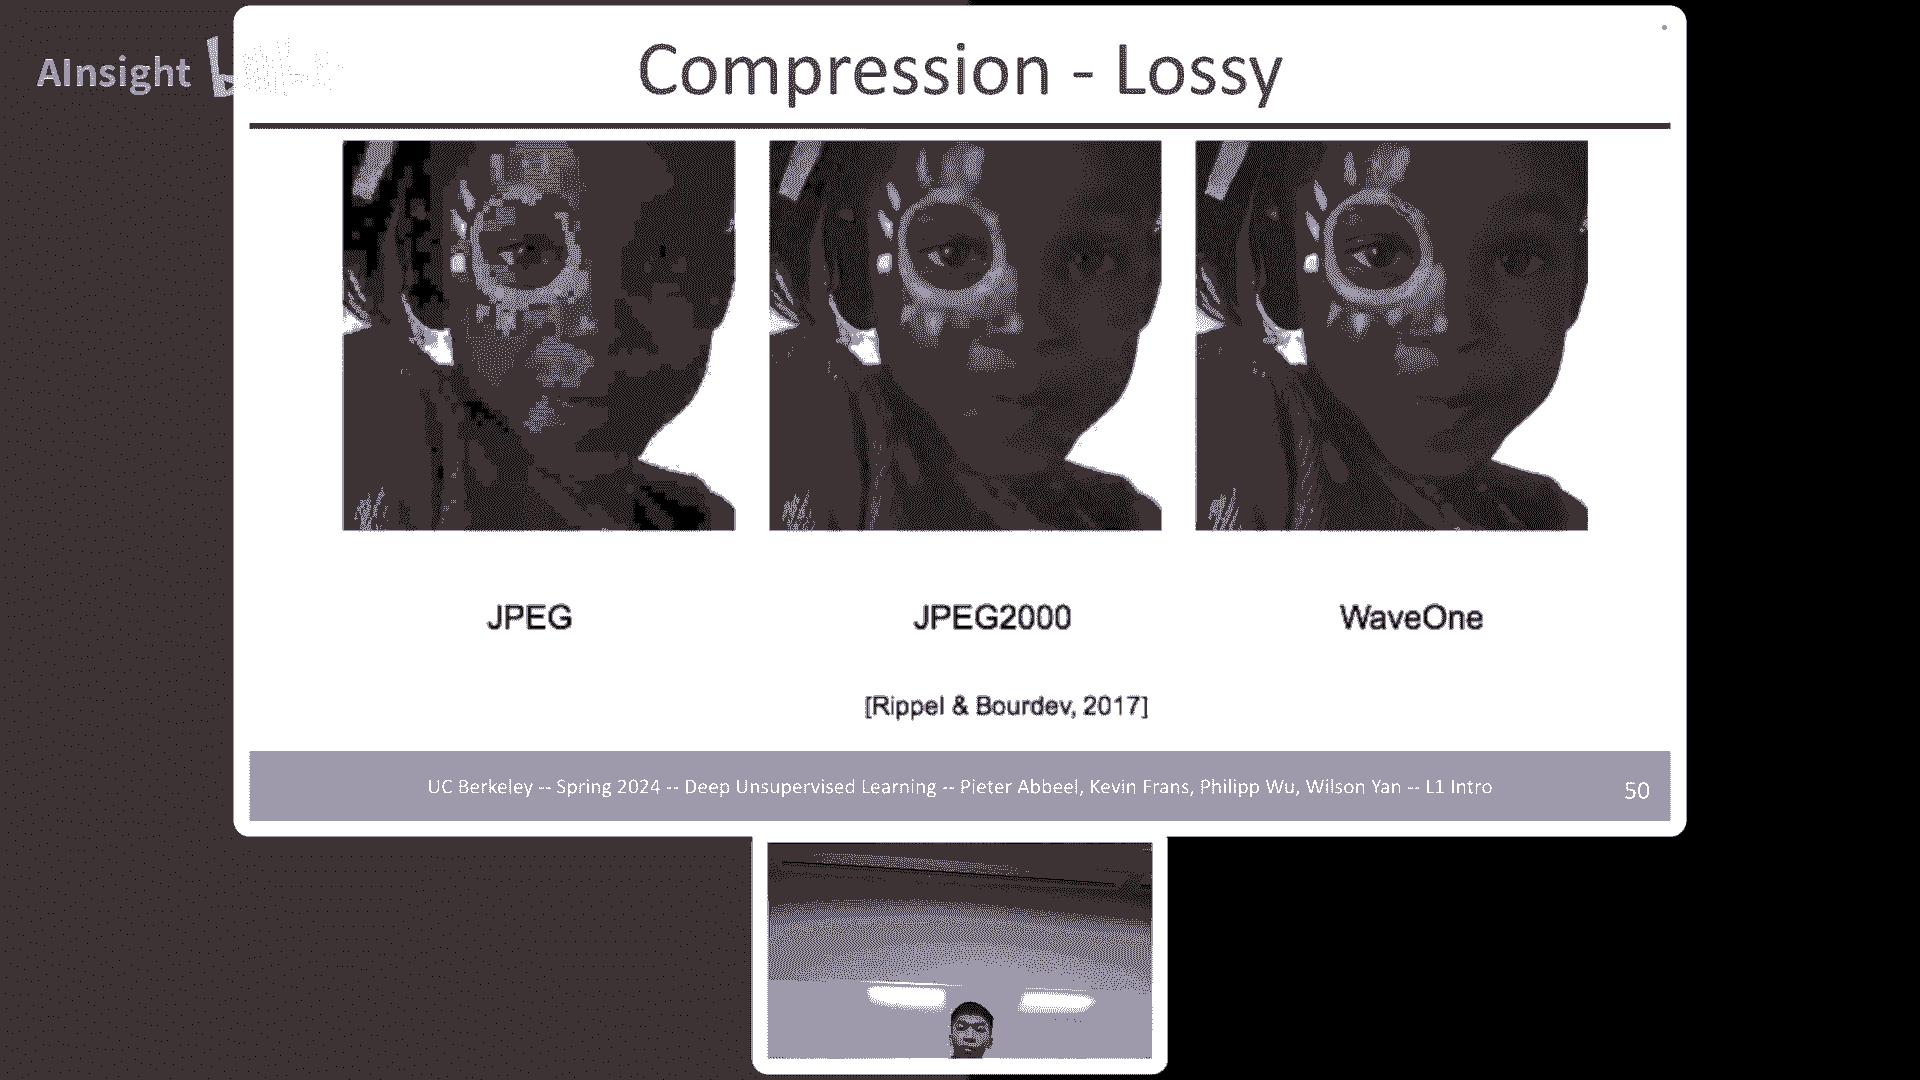 AInsight
Compression - Lossy
JPEG
JPEG2000
WaveOne
[Rippel & Bourdev, 2017]
UC Berkeley -- Spring 2024 -- Deep Unsupervised Learning -- Pieter Abbeel, Kevin Frans, Philipp Wu, Wilson Yan -- L1 Intro
50